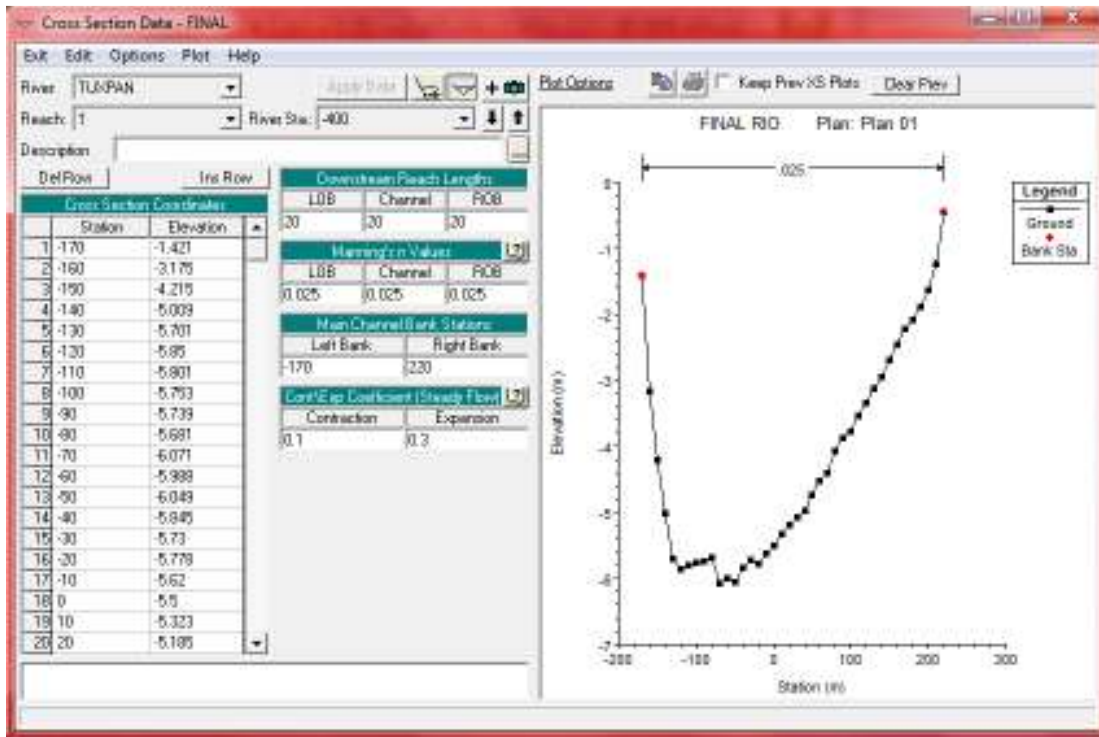 Cross Section Data - FINAL
Exit Edit Options Plot Help
River: TUXPAN Apply Data Plot Options Keep Prev XS Plots Clear Prev
Reach: 1 River Sta.: -400
Description
Del Row Ins Row
Cross Section Coordinates
Station Elevation
1 -170 -1.421
2 -160 -3.175
3 -150 -4.215
4 -140 -5.009
5 -130 -5.701
6 -120 -5.85
7 -110 -5.801
8 -100 -5.753
9 -90 -5.739
10 -80 -5.681
11 -70 -6.071
12 -60 -5.988
13 -50 -6.049
14 -40 -5.845
15 -30 -5.73
16 -20 -5.778
17 -10 -5.62
18 0 -5.5
19 10 -5.323
20 20 -5.185
Downstream Reach Lengths
LOB Channel ROB
20 20 20
Manning's n Values
LOB Channel ROB
0.025 0.025 0.025
Main Channel Bank Stations
Left Bank Right Bank
-170 220
Cont\Exp Coefficient (Steady Flow)
Contraction Expansion
0.1 0.3
FINAL RIO Plan: Plan 01
.025
Legend
Ground
Bank Sta
Elevation (m)
0
-1
-2
-3
-4
-5
-6
-7
-200 -100 0 100 200 300
Station (m)